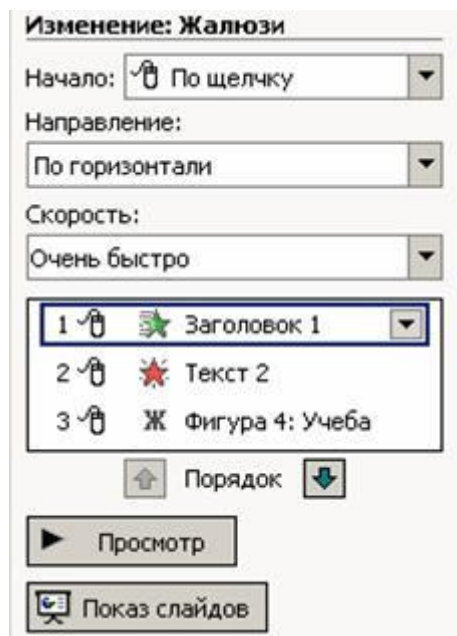 Изменение: Жалюзи
Начало: По щелчку
Направление:
По горизонтали
Скорость:
Очень быстро
1 Заголовок 1
2 Текст 2
3 Ж Фигура 4: Учеба
Порядок
Просмотр
Показ слайдов